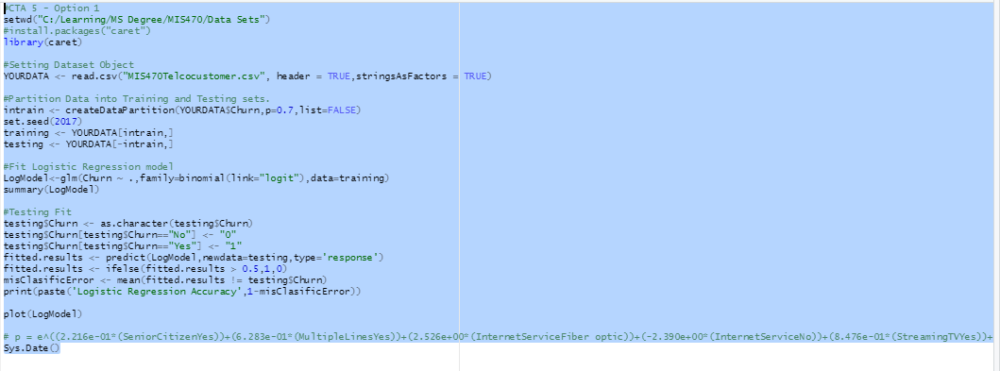 #CTA 5 - Option 1
setwd("C:/Learning/MS Degree/MIS470/Data Sets")
#install.packages("caret")
library(caret)
#Setting Dataset Object
YOURDATA <- read.csv("MIS470Telcocustomer.csv", header = TRUE,stringsAsFactors = TRUE)
#Partition Data into Training and Testing sets.
intrain <- createDataPartition(YOURDATA$Churn,p=0.7,list=FALSE)
set.seed(2017)
training <- YOURDATA[intrain,]
testing <- YOURDATA[-intrain,]
#Fit Logistic Regression model
LogModel<-glm(Churn ~ .,family=binomial(link="logit"),data=training)
summary(LogModel)
#Testing Fit
testing$Churn <- as.character(testing$Churn)
testing$Churn[testing$Churn=="No"] <- "0"
testing$Churn[testing$Churn=="Yes"] <- "1"
fitted.results <- predict(LogModel,newdata=testing,type='response')
fitted.results <- ifelse(fitted.results > 0.5,1,0)
misClasificError <- mean(fitted.results != testing$Churn)
print(paste('Logistic Regression Accuracy',1-misClasificError))
plot(LogModel)
# p = e^((2.216e-01*(SeniorCitizenYes))+(6.283e-01*(MultipleLinesYes))+(2.526e+00*(InternetServiceFiber optic))+(-2.390e+00*(InternetServiceNo))+(8.476e-01*(StreamingTVYes))+
Sys.Date()